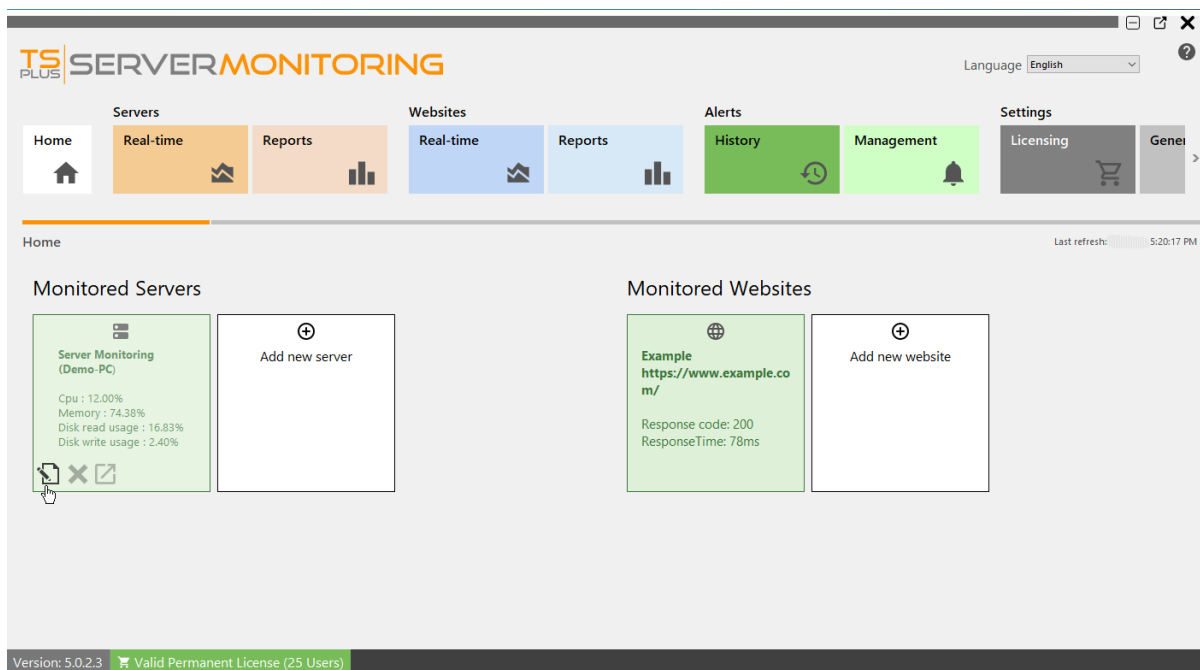 TS PLUS SERVERMONITORING
Language English
Servers
Websites
Alerts
Settings
Home
Real-time
Reports
Real-time
Reports
History
Management
Licensing
Gener
Home
Last refresh: 5:20:17 PM
Monitored Servers
Monitored Websites
Server Monitoring
(Demo-PC)
Cpu : 12.00%
Memory : 74.38%
Disk read usage : 16.83%
Disk write usage : 2.40%
Add new server
Example
https://www.example.co
m/
Response code: 200
ResponseTime: 78ms
Add new website
Version: 5.0.2.3
Valid Permanent License (25 Users)